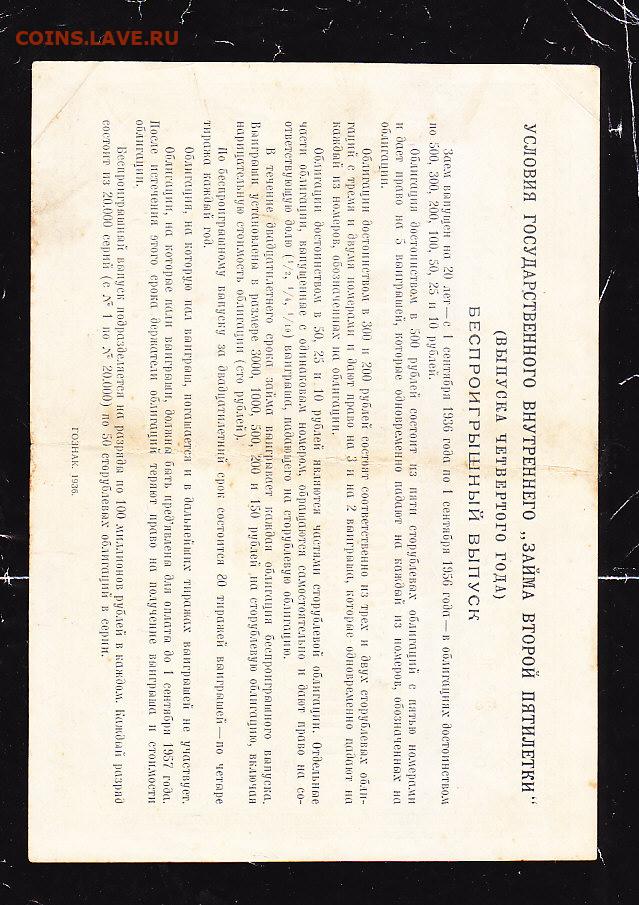 COINS.LAVE.RU
УСЛОВИЯ ГОСУДАРСТВЕННОГО ВНУТРЕННЕГО „ЗАЙМА ВТОРОЙ ПЯТИЛЕТКИ“
(ВЫПУСКА ЧЕТВЕРТОГО ГОДА)
БЕСПРОИГРЫШНЫЙ ВЫПУСК
Заем выпущен на 20 лет — с 1 сентября 1936 года по 1 сентября 1956 года — в облигациях достоинством
по 500, 300, 200, 100, 50, 25 и 10 рублей.
Облигация достоинством в 500 рублей состоит из пяти сторублевых облигаций с пятью номерами
и дает право на 5 выигрышей, которые одновременно падают на каждый из номеров, обозначенных на
облигации.
Облигации достоинством в 300 и 200 рублей состоят соответственно из трех и двух сторублевых обли-
гаций с тремя и двумя номерами и дают право на 3 и на 2 выигрыша, которые одновременно падают на
каждый из номеров, обозначенных на облигации.
Облигации достоинством в 50, 25 и 10 рублей являются частями сторублевой облигации. Отдельные
части облигации, выпущенные с одинаковым номером, обращаются самостоятельно и дают право на со-
ответствующую долю (1/2, 1/4, 1/10) выигрыша, падающего на сторублевую облигацию.
В течение двадцатилетнего срока займа выигрывает каждая облигация беспроигрышного выпуска.
Выигрыши установлены в размере 3000, 1000, 500, 200 и 150 рублей на сторублевую облигацию, включая
нарицательную стоимость облигации (сто рублей).
По беспроигрышному выпуску за двадцатилетний срок состоится 80 тиражей выигрышей — по четыре
тиража каждый год.
Облигация, на которую пал выигрыш, погашается и в дальнейших тиражах выигрышей не участвует.
Облигации, на которые пали выигрыши, должны быть пред'явлены для оплаты до 1 сентября 1957 года.
После истечения этого срока держатели облигаций теряют право на получение выигрыша и стоимости
облигации.
Беспроигрышный выпуск подразделяется на разряды по 100 миллионов рублей в каждом. Каждый разряд
состоит из 20.000 серий (с № 1 по № 20.000) по 50 сторублевых облигаций в серии.
ГОЗНАК. 1936.